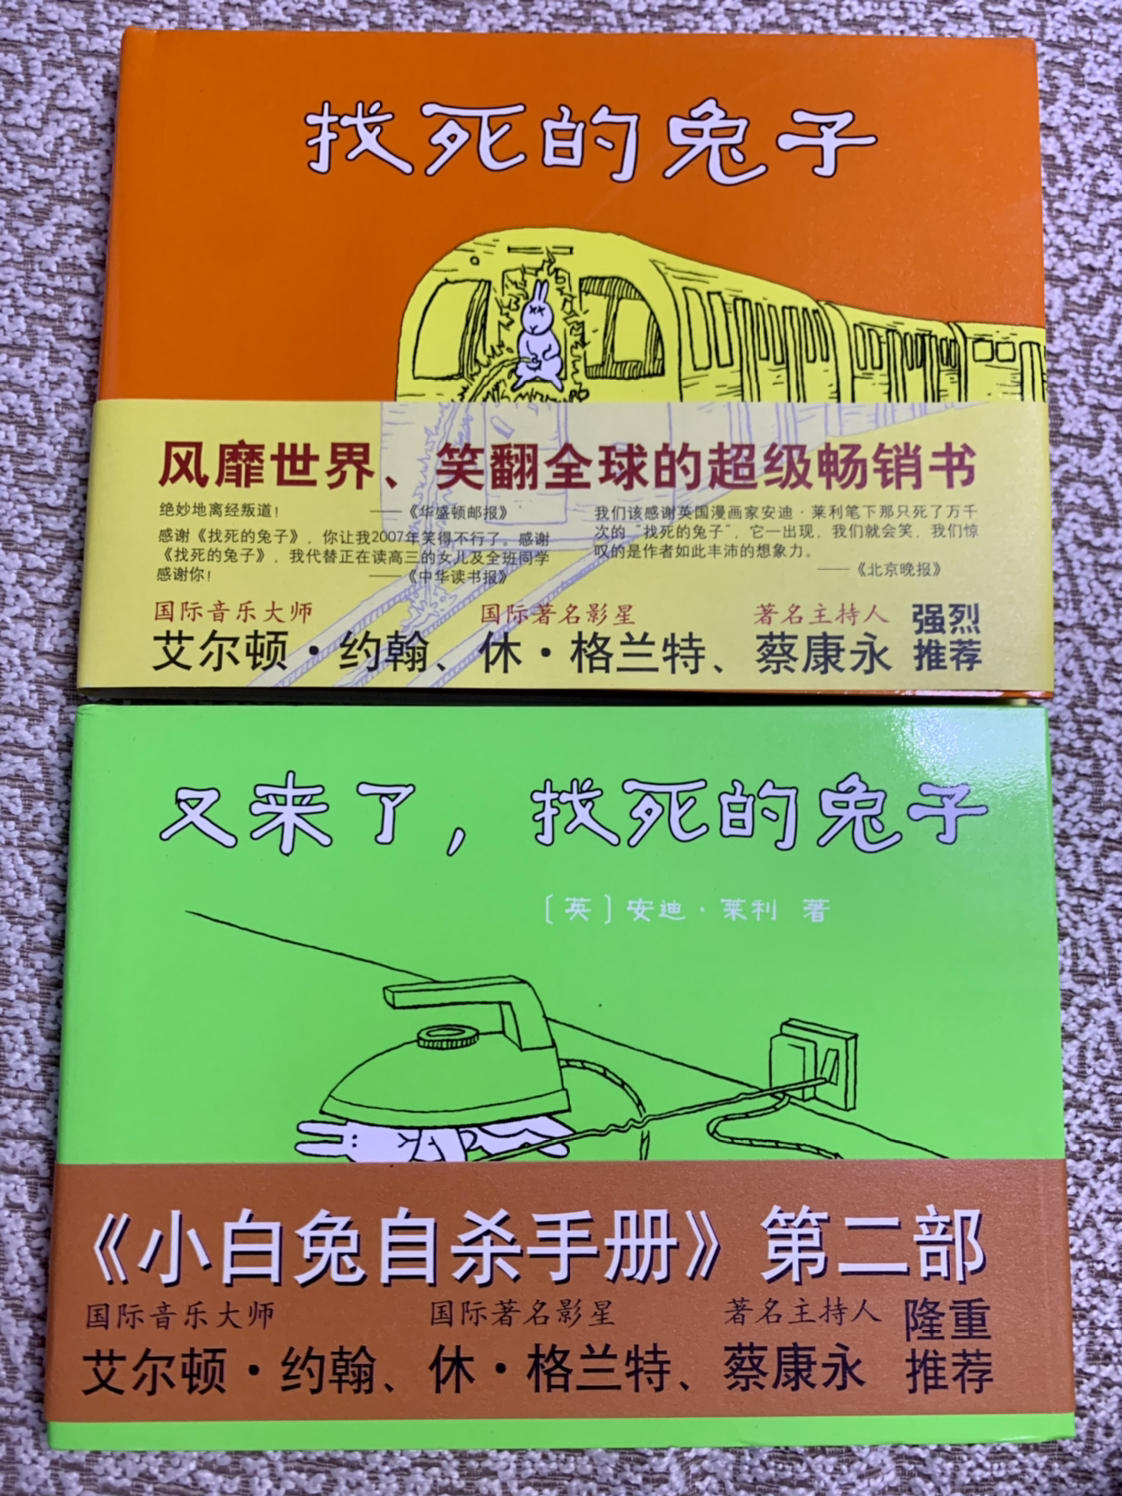 找死的兔子
风靡世界、笑翻全球的超级畅销书
绝妙地离经叛道！ ——《华盛顿邮报》
感谢《找死的兔子》，你让我2007年笑得不行了。感谢
《找死的兔子》，我代替正在读高三的女儿及全班同学
感谢你！ ——《中华读书报》
我们该感谢英国漫画家安迪·莱利笔下那只死了万千
次的“找死的兔子”，它一出现，我们就会笑，我们惊
叹的是作者如此丰沛的想象力。
——《北京晚报》
国际音乐大师 国际著名影星 著名主持人 强烈
艾尔顿·约翰、休·格兰特、蔡康永 推荐
又来了，找死的兔子
［英］安迪·莱利 著
《小白兔自杀手册》第二部
国际音乐大师 国际著名影星 著名主持人 隆重
艾尔顿·约翰、休·格兰特、蔡康永 推荐